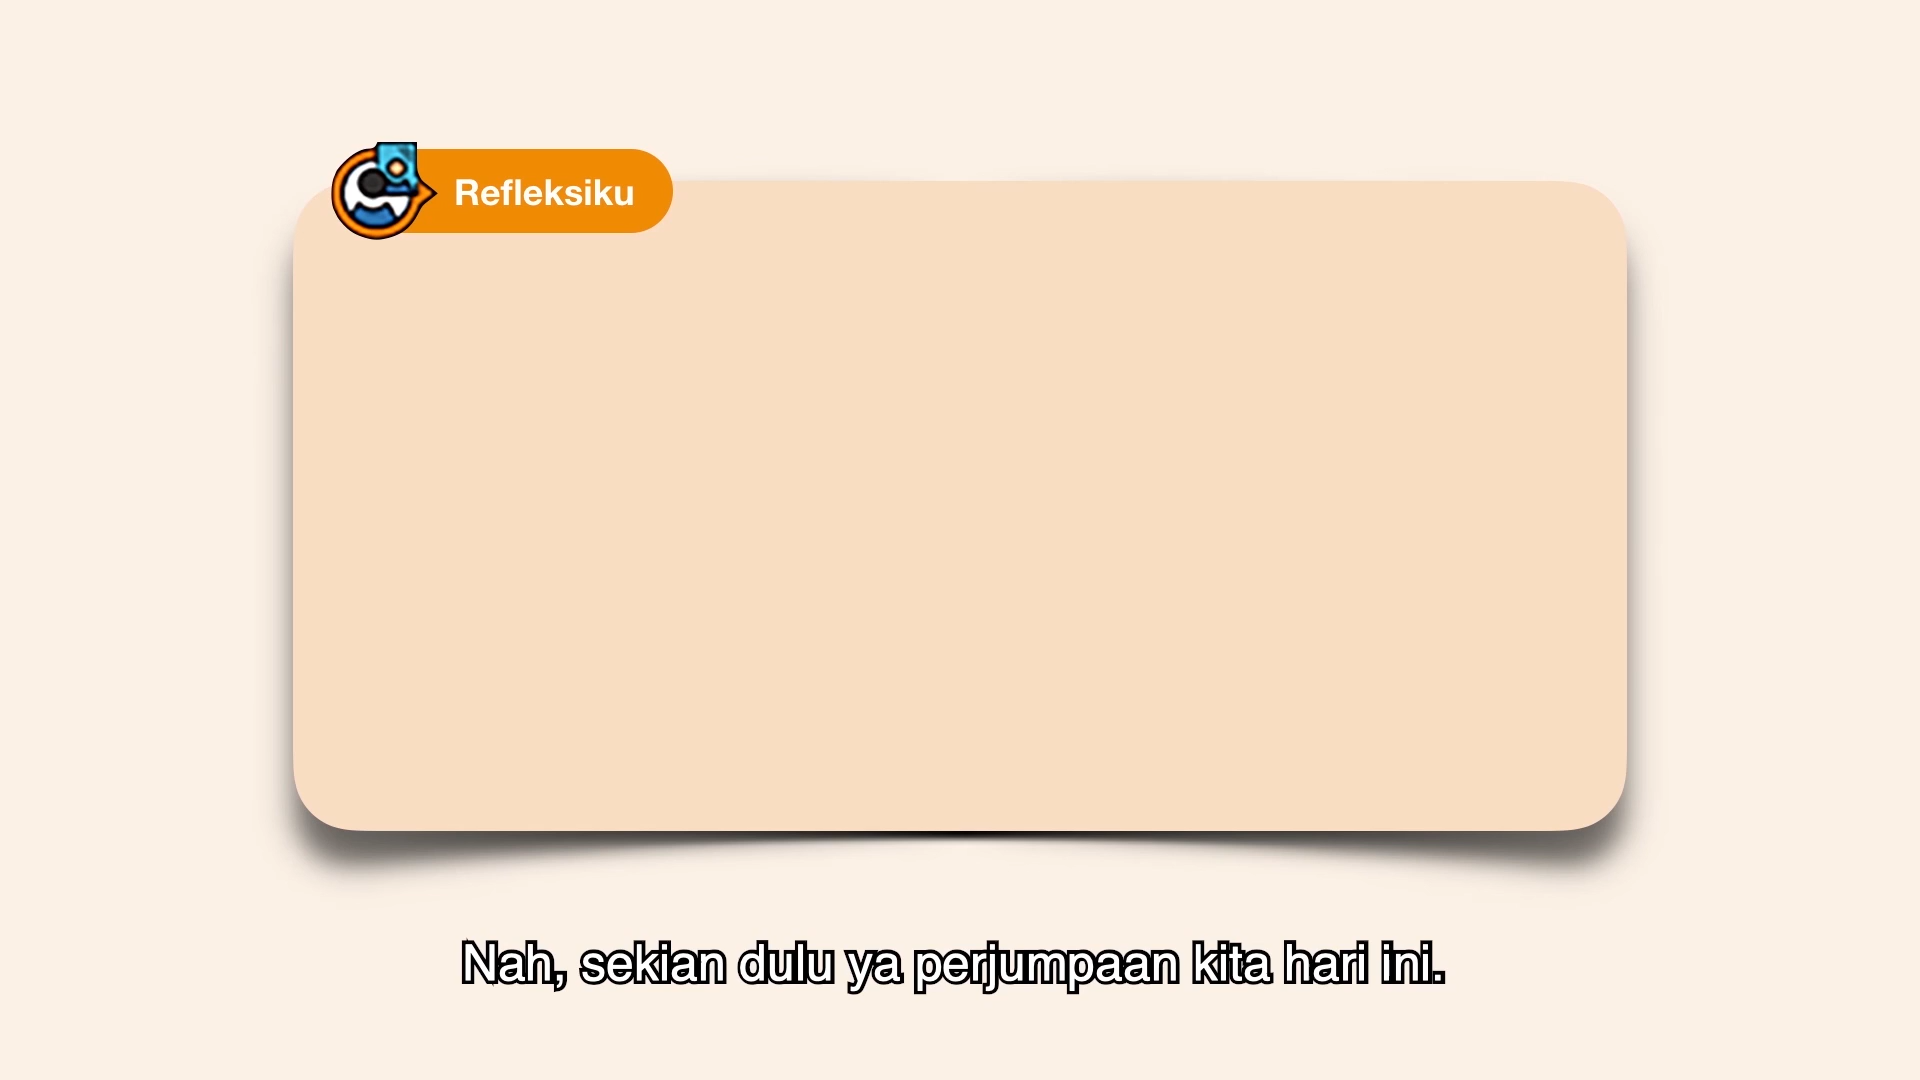 Refleksiku
Nah, sekian dulu ya perjumpaan kita hari ini.